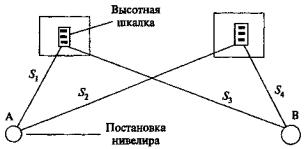 Высотная
шкалка
S₁
S₂
S₃
S₄
A
B
Постановка
нивелира